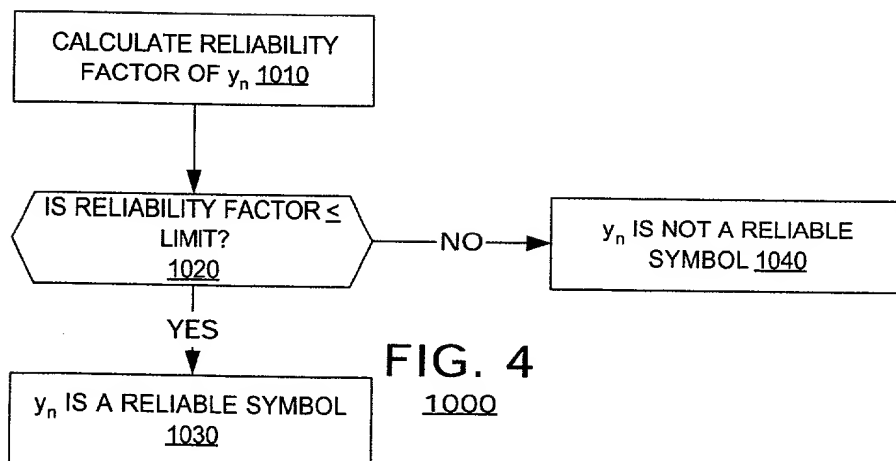 CALCULATE RELIABILITY
FACTOR OF yn 1010
IS RELIABILITY FACTOR ≤
LIMIT?
1020
NO
yn IS NOT A RELIABLE
SYMBOL 1040
YES
yn IS A RELIABLE SYMBOL
1030
FIG. 4
1000